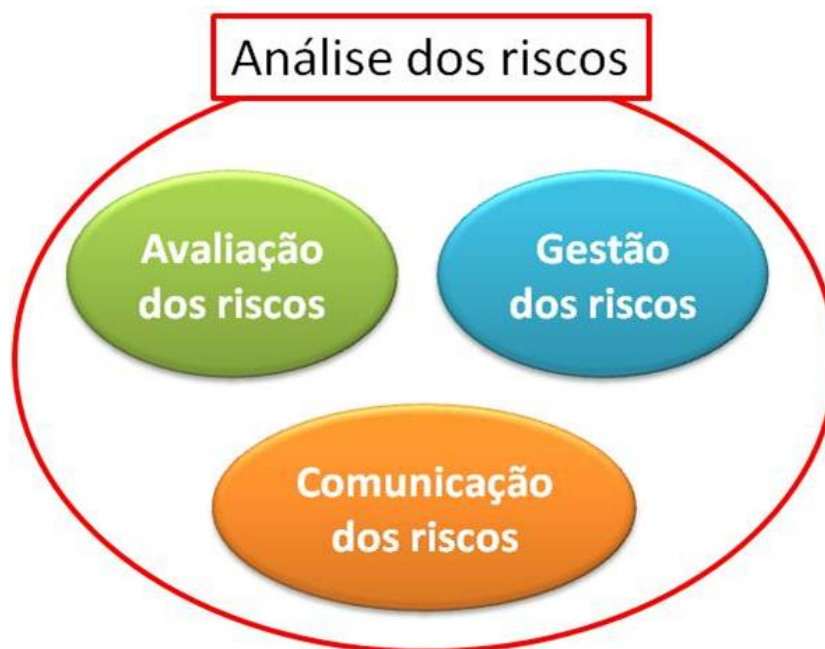 Análise dos riscos
Avaliação
dos riscos
Gestão
dos riscos
Comunicação
dos riscos